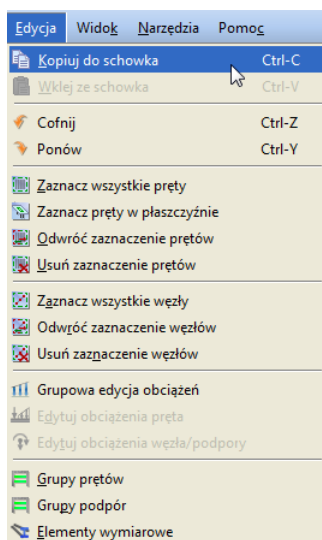 Edycja Widok Narzędzia Pomoc
Kopiuj do schowka Ctrl-C
Wklej ze schowka Ctrl-V
Cofnij Ctrl-Z
Ponów Ctrl-Y
Zaznacz wszystkie pręty
Zaznacz pręty w płaszczyźnie
Odwróć zaznaczenie prętów
Usuń zaznaczenie prętów
Zaznacz wszystkie węzły
Odwróć zaznaczenie węzłów
Usuń zaznaczenie węzłów
Grupowa edycja obciążeń
Edytuj obciążenia pręta
Edytuj obciążenia węzła/podpory
Grupy prętów
Grupy podpór
Elementy wymiarowe